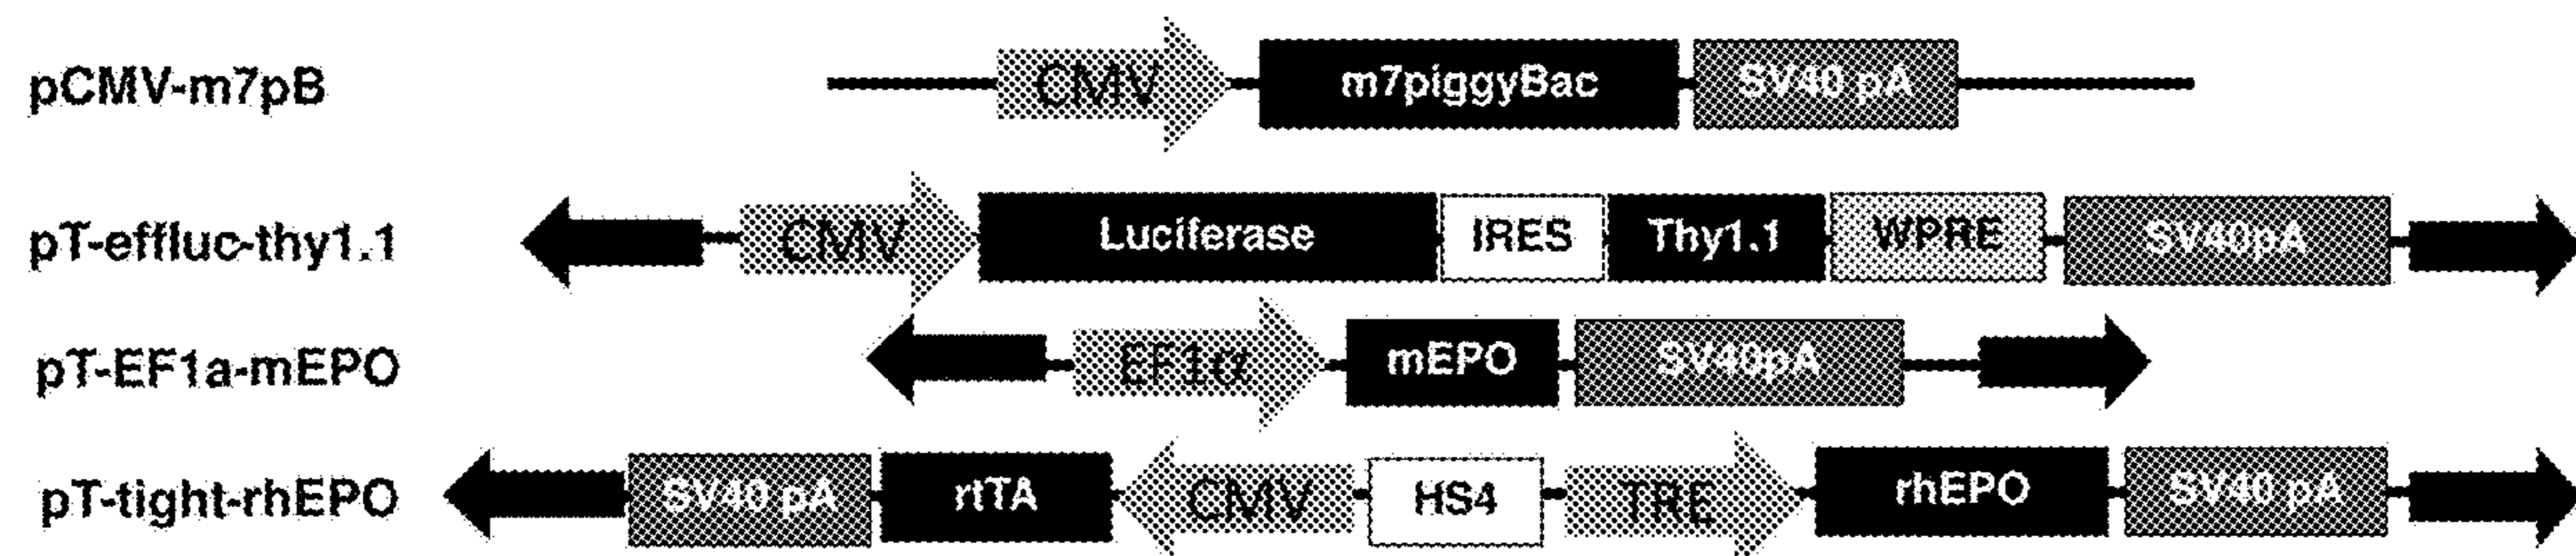 pCMV-m7pB CMV m7piggyBac SV40 pA
pT-effluc-thy1.1 CMV Luciferase IRES Thy1.1 WPRE SV40pA
pT-EF1a-mEPO EF1α mEPO SV40pA
pT-tight-rhEPO SV40 pA rtTA CMV HS4 TRE rhEPO SV40 pA